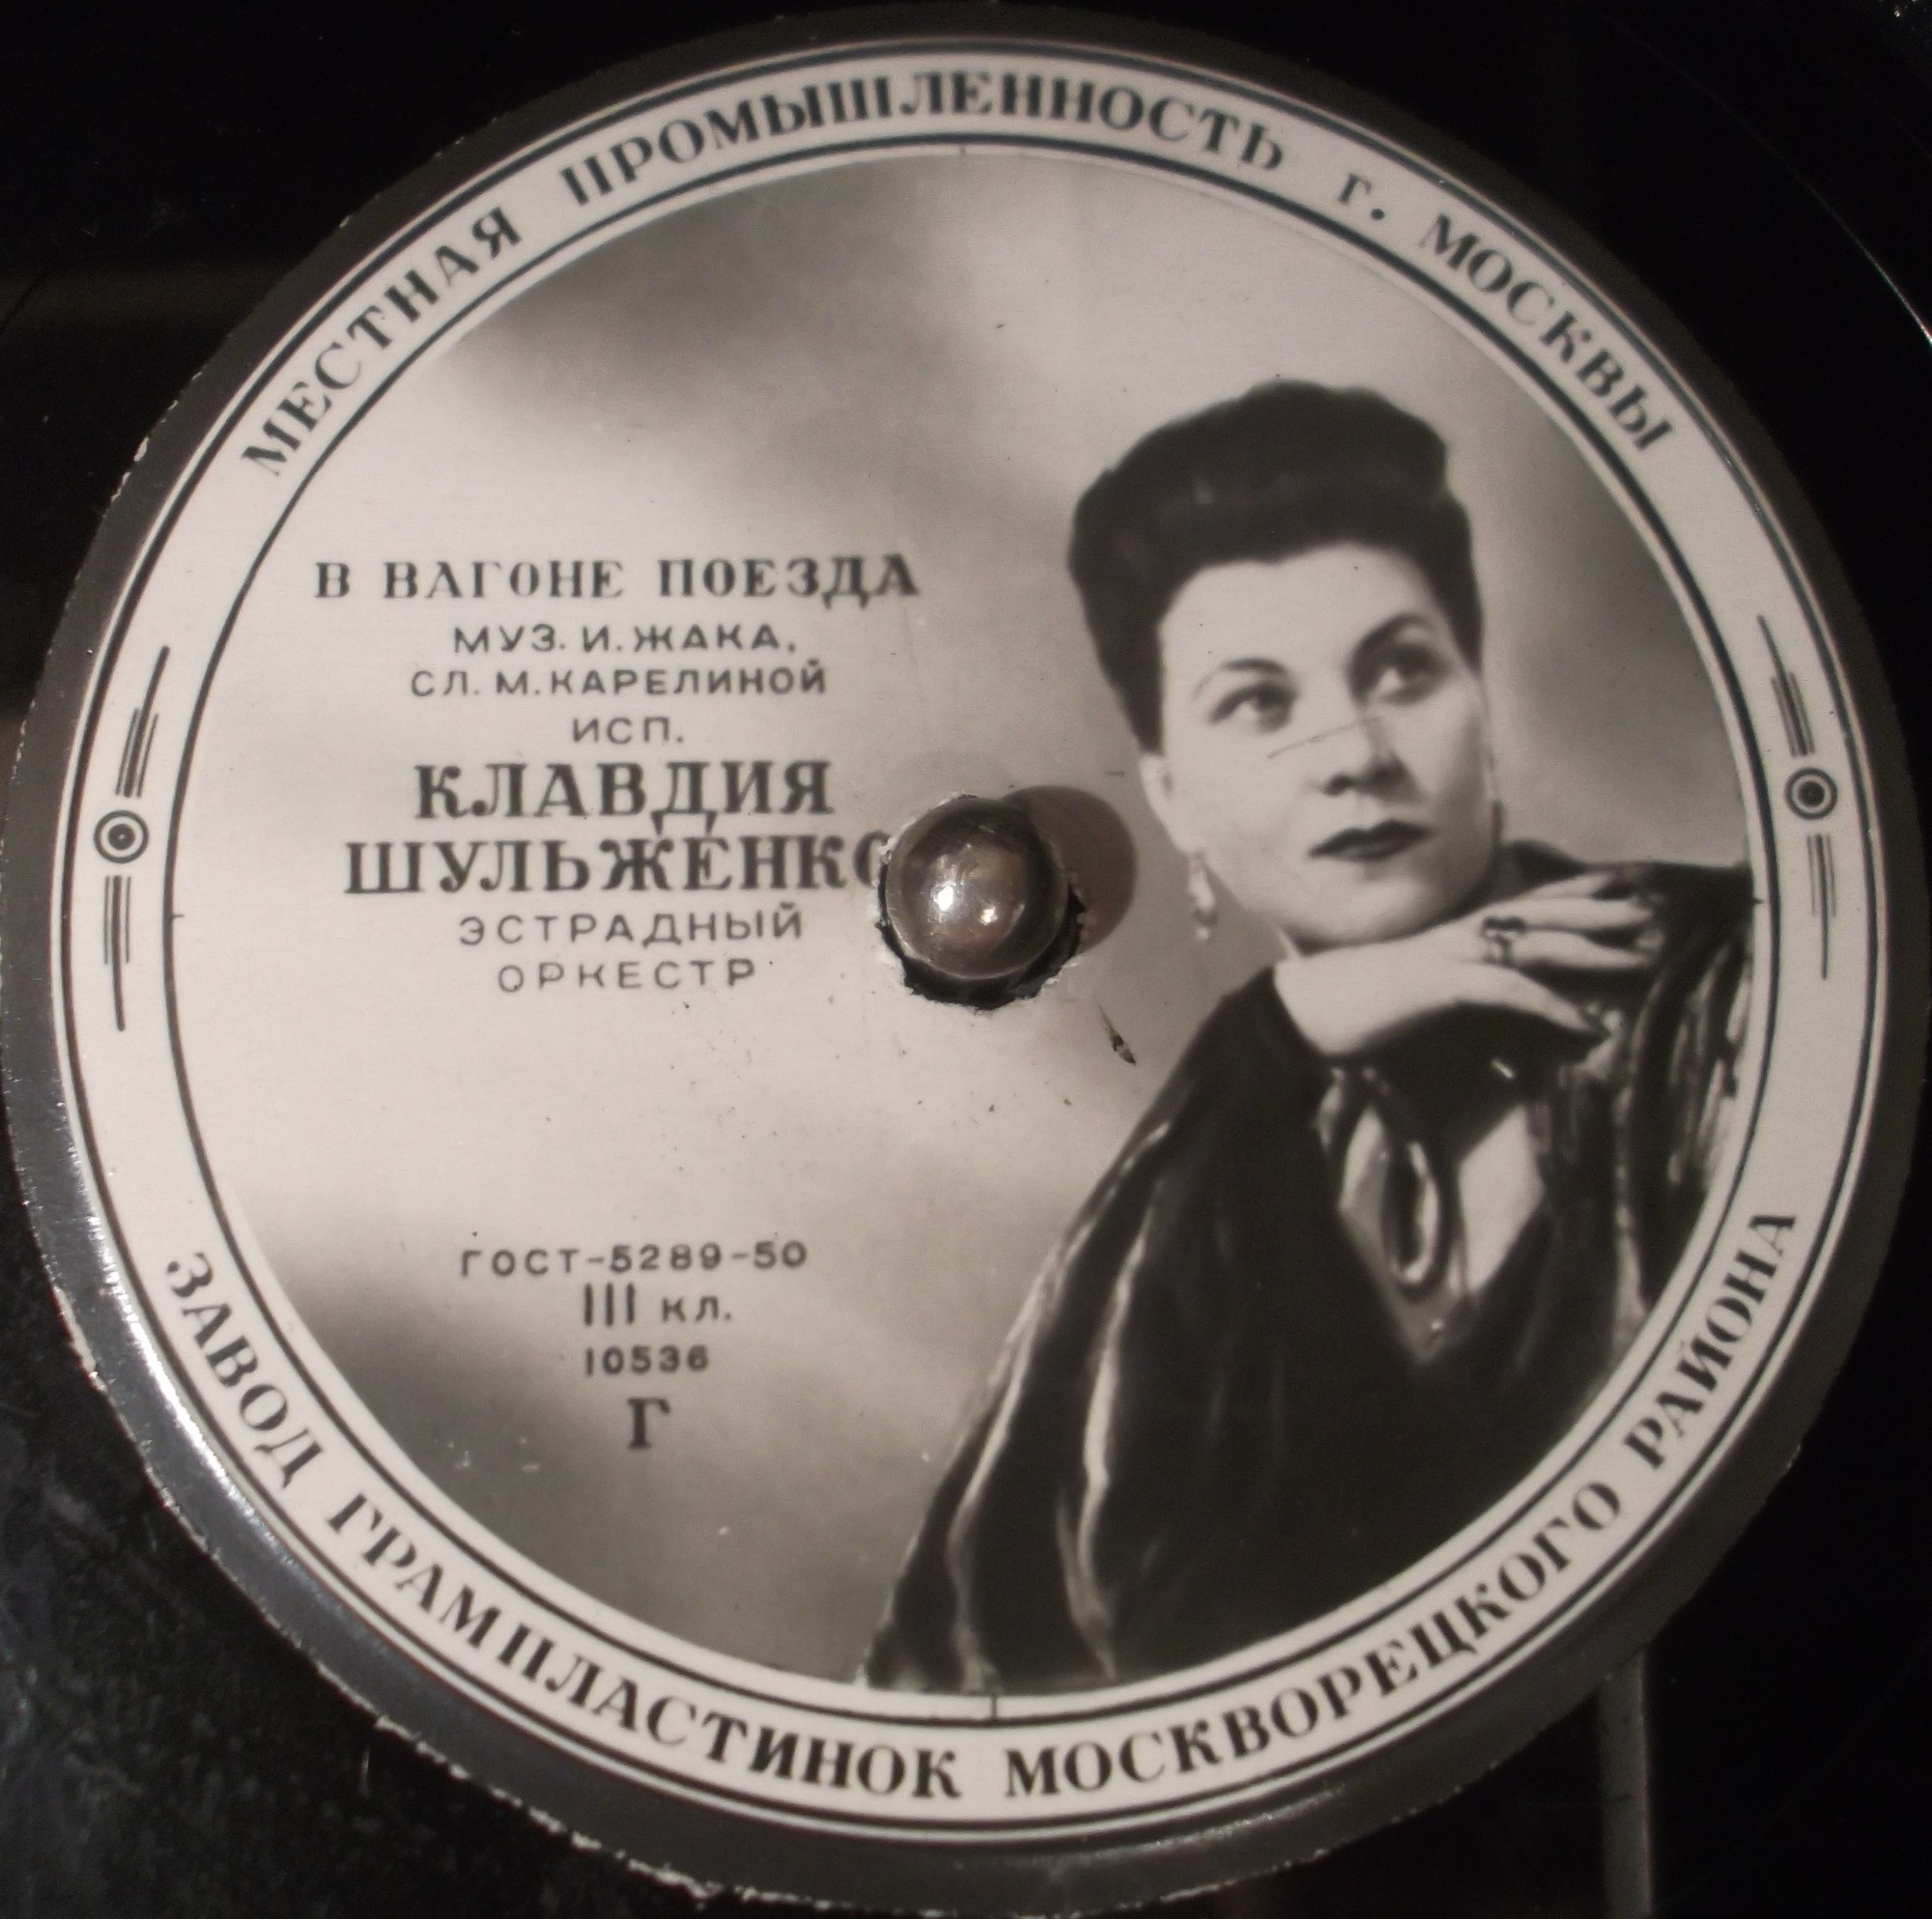 МЕСТНАЯ ПРОМЫШЛЕННОСТЬ г. МОСКВЫ
В ВАГОНЕ ПОЕЗДА
МУЗ. И. ЖАКА,
СЛ. М. КАРЕЛИНОЙ
ИСП.
КЛАВДИЯ
ШУЛЬЖЕНКО
ЭСТРАДНЫЙ
ОРКЕСТР
ГОСТ-5289-50
III кл.
10536
Г
ЗАВОД ГРАМПЛАСТИНОК МОСКВОРЕЦКОГО РАЙОНА